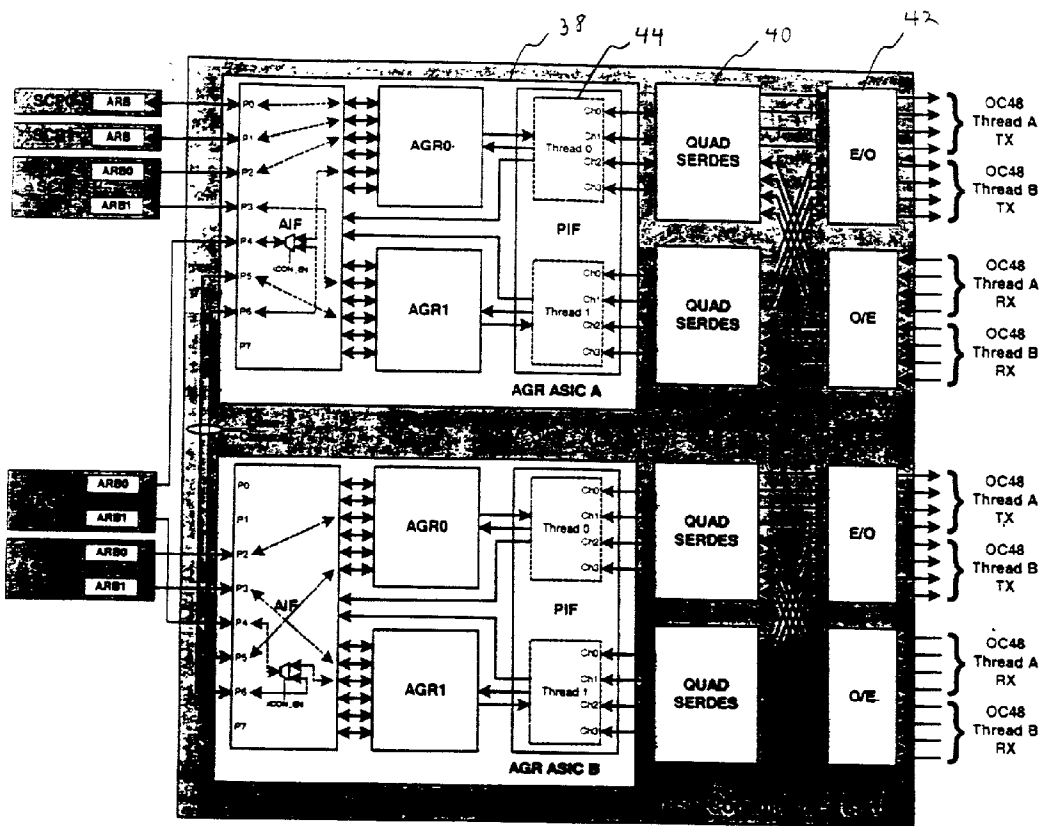 38
44
40
42
ARB
ARB
ARB0
ARB1
P0
P1
P2
P3
P4
P5
P6
P7
AIF
AGR0
AGR1
Thread 0
Ch0
Ch1
Ch2
Ch3
PIF
Thread 1
Ch0
Ch1
Ch2
Ch3
AGR ASIC A
QUAD SERDES
QUAD SERDES
E/O
O/E
OC48
Thread A
TX
OC48
Thread B
TX
OC48
Thread A
RX
OC48
Thread B
RX
ARB0
ARB1
ARB0
ARB1
P0
P1
P2
P3
P4
P5
P6
P7
AIF
AGR0
AGR1
Thread 0
Ch0
Ch1
Ch2
Ch3
PIF
Thread 1
Ch0
Ch1
Ch2
Ch3
AGR ASIC B
QUAD SERDES
QUAD SERDES
E/O
O/E
OC48
Thread A
TX
OC48
Thread B
TX
OC48
Thread A
RX
OC48
Thread B
RX